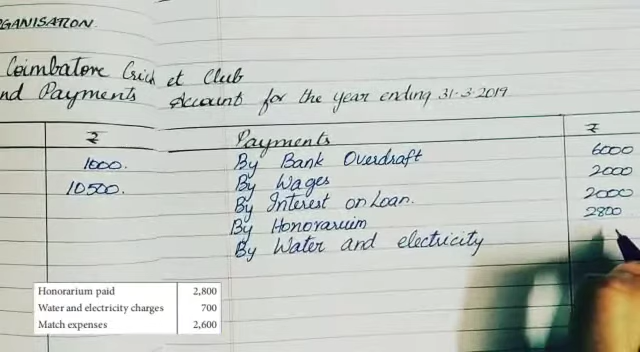 GANISATION
Coimbatore Crick et Club
nd Payments Account for the year ending 31-3-2019
₹ Payments ₹
1000. By Bank Overdraft 6000
10500. By Wages 2000
By Interest on Loan. 2000
By Honorarium 2800
By Water and electricity
Honorarium paid 2,800
Water and electricity charges 700
Match expenses 2,600